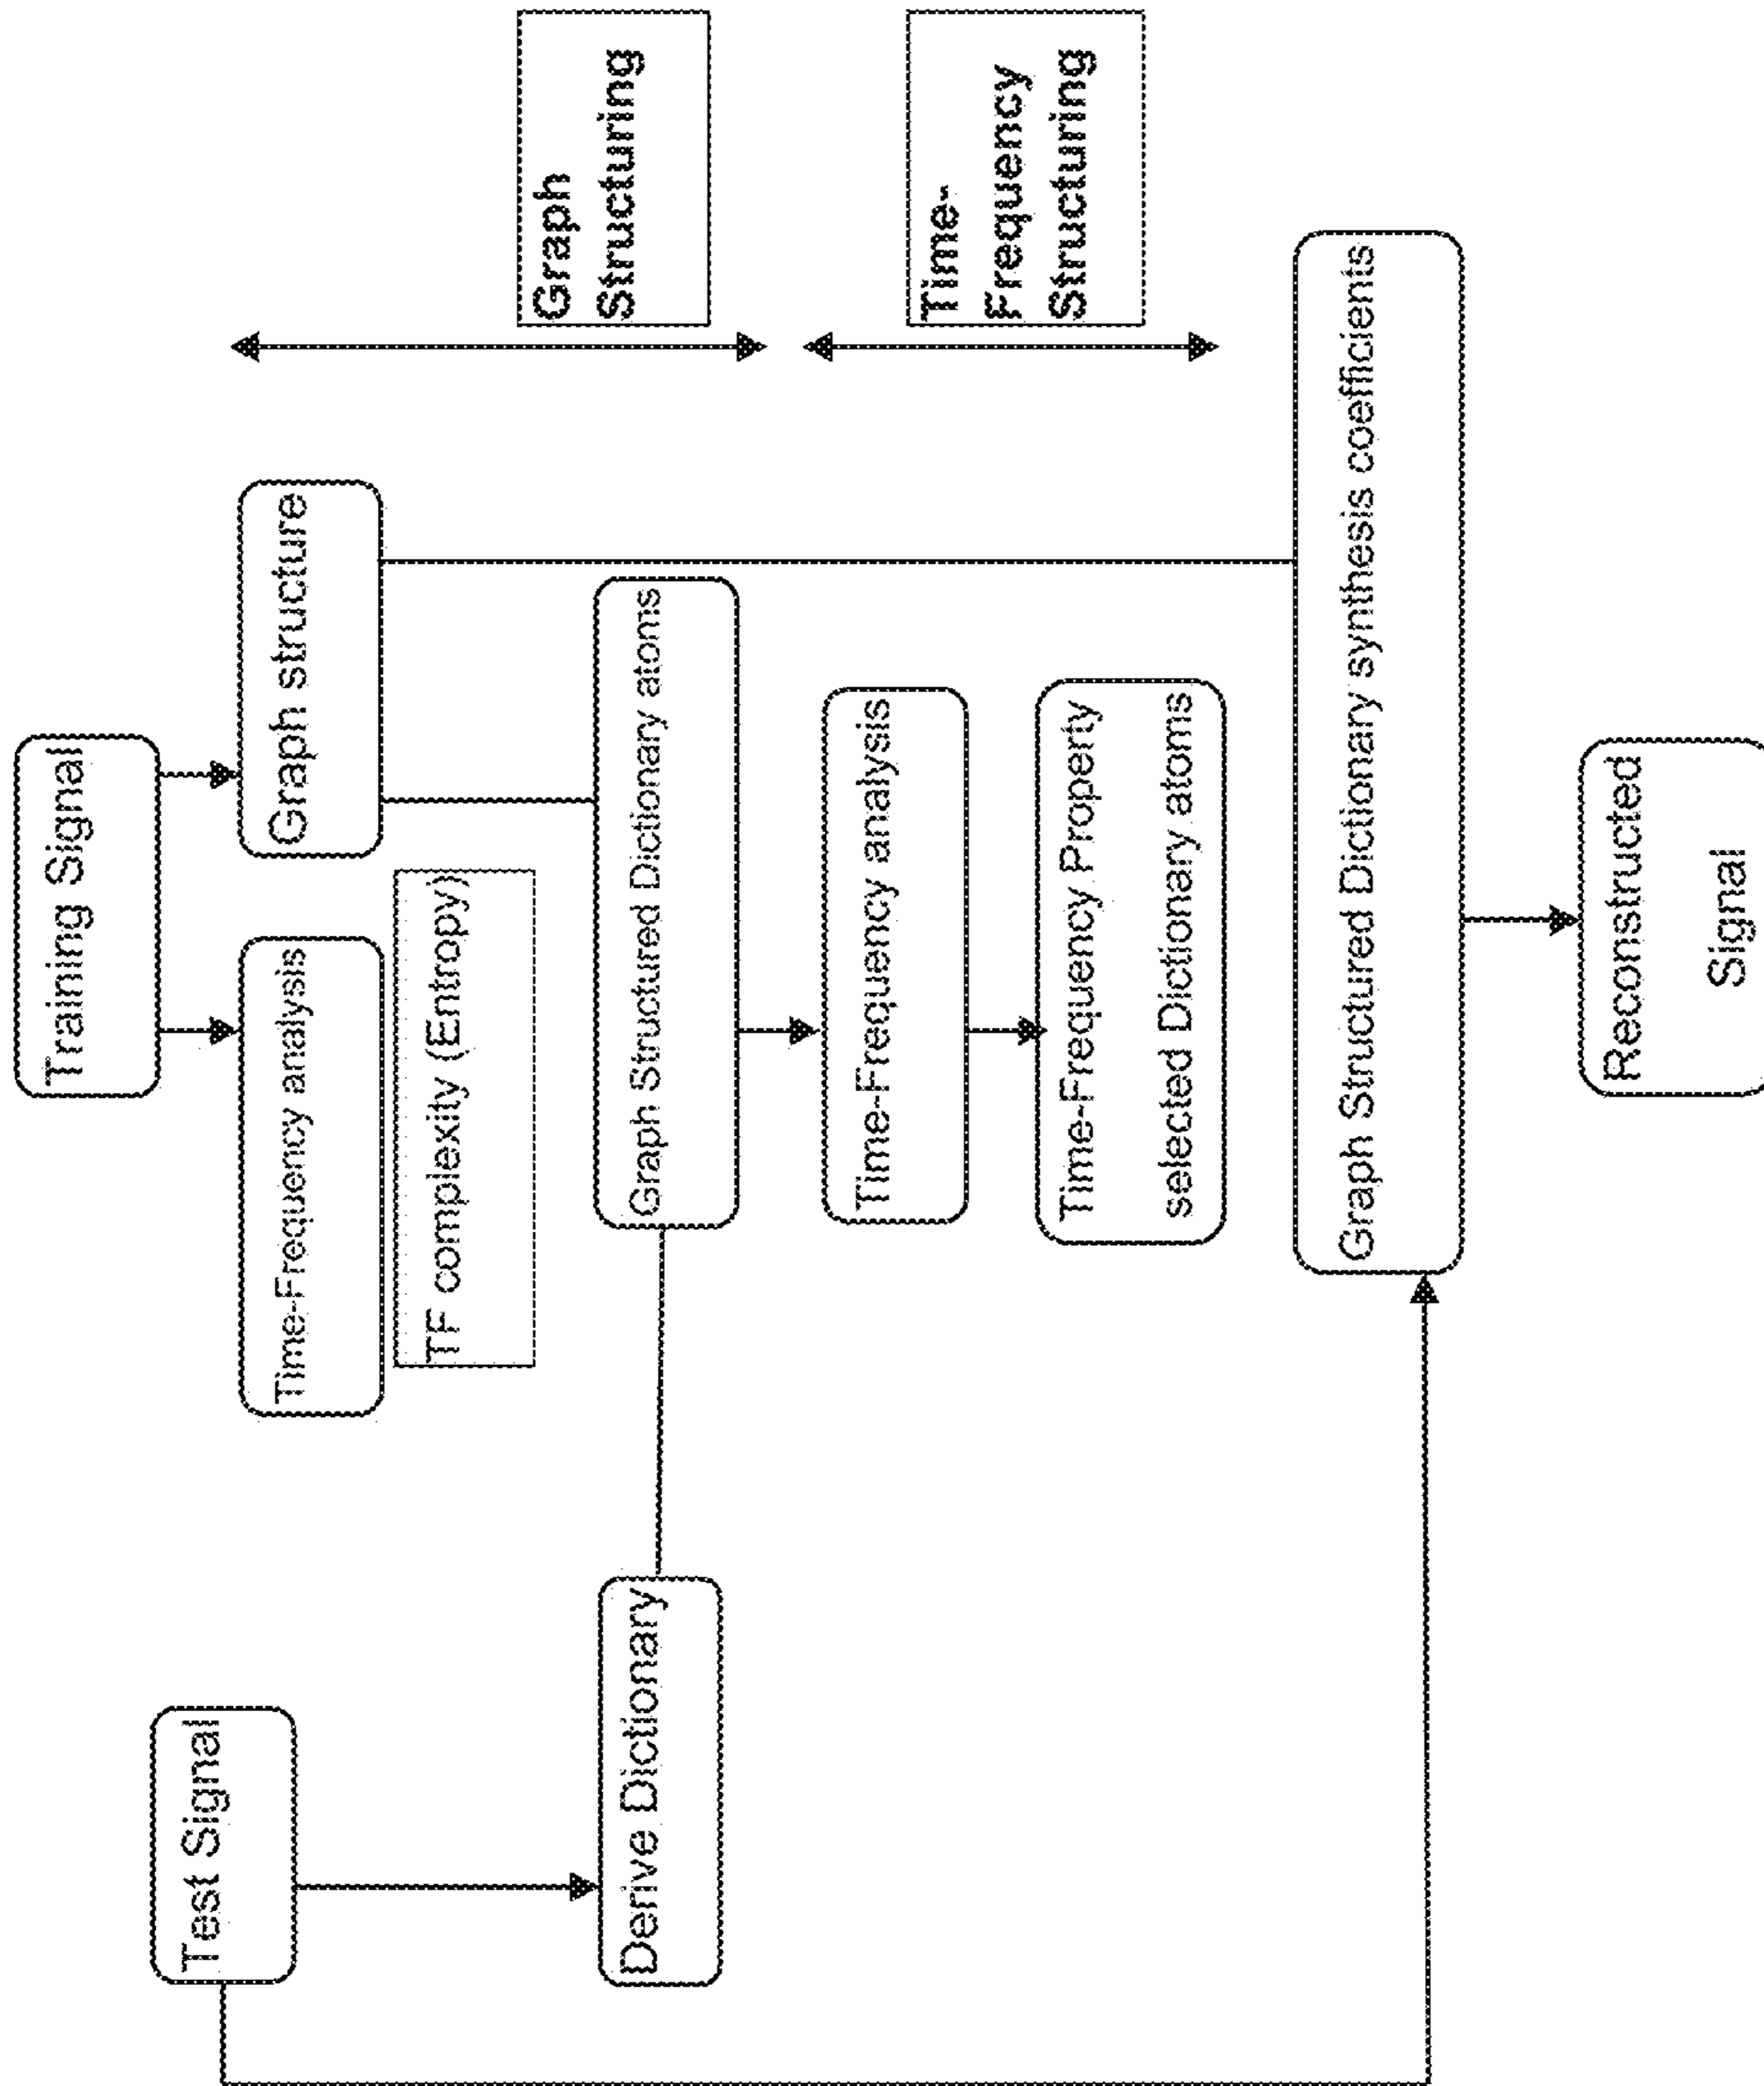 Training Signal
Test Signal
Time-Frequency analysis
Graph structure
TF complexity (Entropy)
Graph
Structuring
Derive Dictionary
Graph Structured Dictionary atoms
Time-Frequency analysis
Time-Frequency Property
selected Dictionary atoms
Time-
Frequency
Structuring
Graph Structured Dictionary synthesis coefficients
Reconstructed
Signal